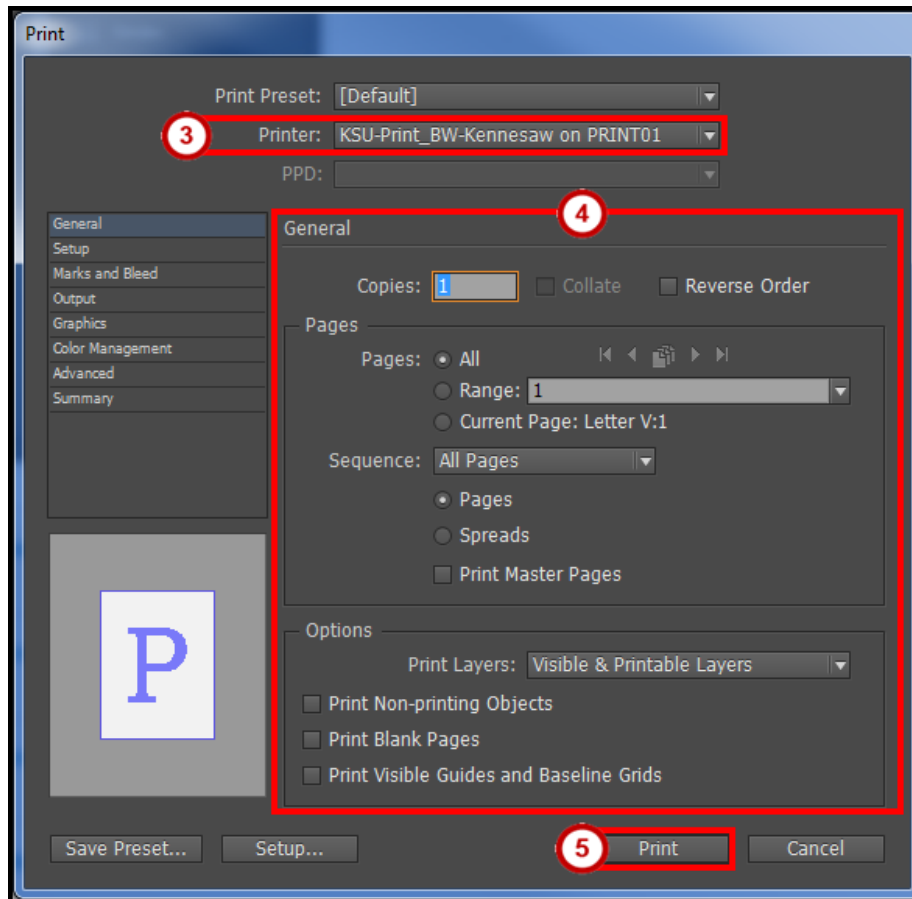 Print
Print Preset: [Default]
3 Printer: KSU-Print_BW-Kennesaw on PRINT01
PPD:
4
General
Setup
Marks and Bleed
Output
Graphics
Color Management
Advanced
Summary
General
Copies: 1 Collate Reverse Order
Pages
Pages: All
Range: 1
Current Page: Letter V:1
Sequence: All Pages
Pages
Spreads
Print Master Pages
P
Options
Print Layers: Visible & Printable Layers
Print Non-printing Objects
Print Blank Pages
Print Visible Guides and Baseline Grids
Save Preset... Setup... 5 Print Cancel